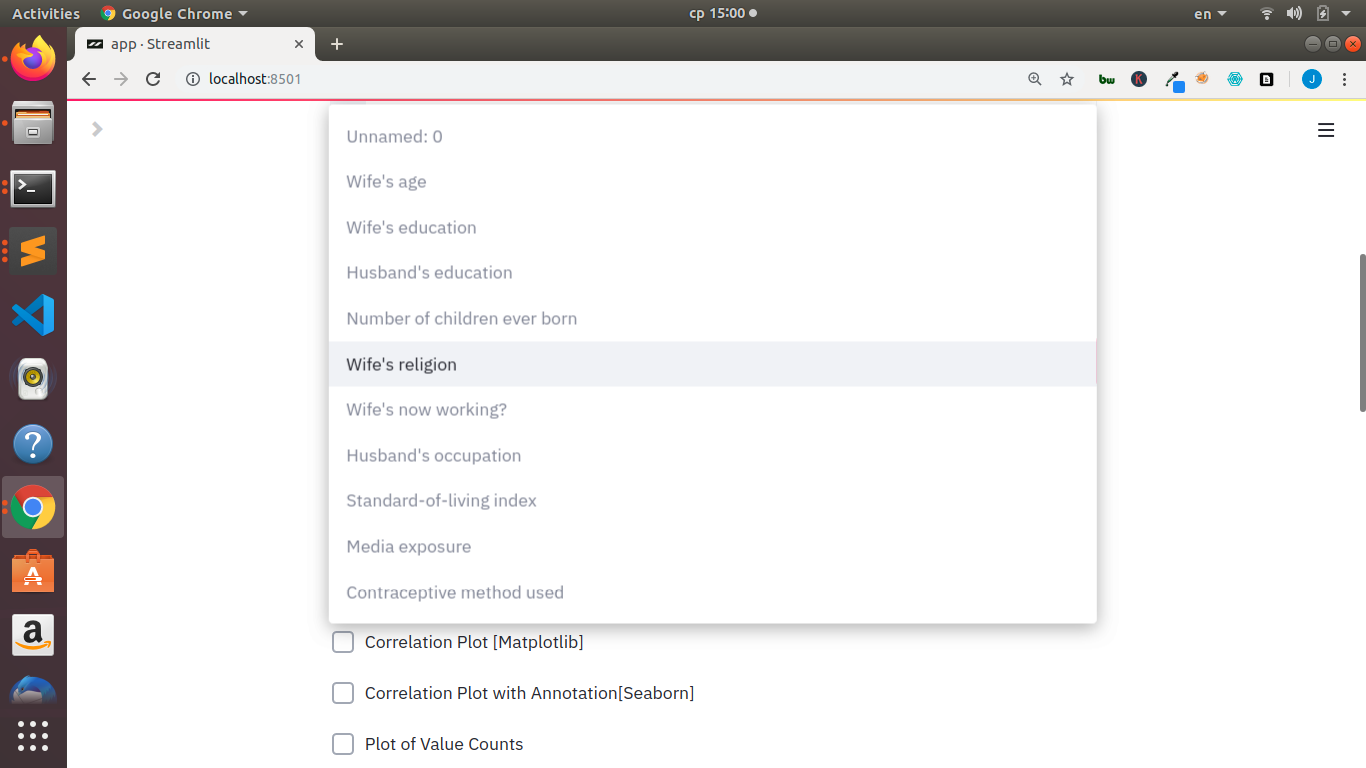 Activities
Google Chrome
ср 15:00
en
app · Streamlit
localhost:8501
bw
K
J
Unnamed: 0
Wife's age
Wife's education
Husband's education
Number of children ever born
Wife's religion
Wife's now working?
Husband's occupation
Standard-of-living index
Media exposure
Contraceptive method used
Correlation Plot [Matplotlib]
Correlation Plot with Annotation[Seaborn]
Plot of Value Counts